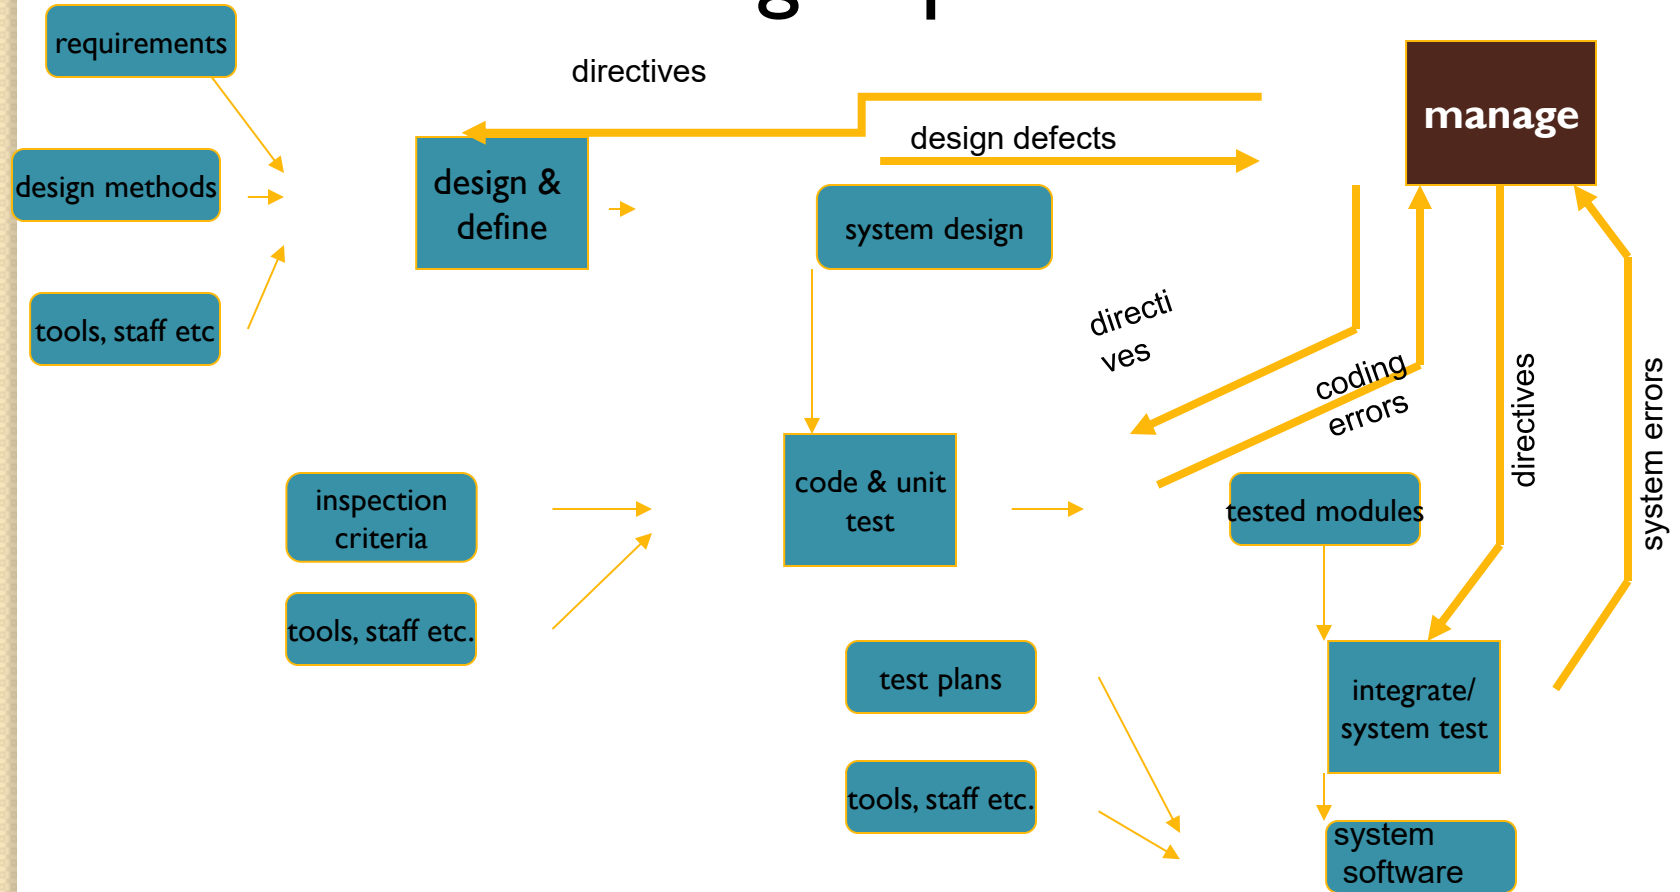 requirements
directives
manage
design defects
design methods
design &
define
system design
tools, staff etc
directi
ves
coding
errors
directives
system errors
inspection
criteria
code & unit
test
tested modules
tools, staff etc.
test plans
integrate/
system test
tools, staff etc.
system
software